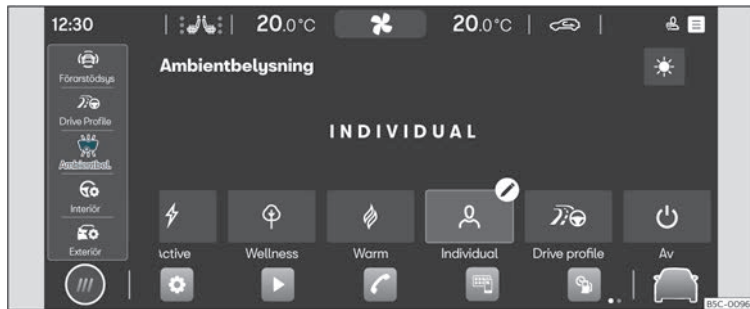 12:30 20.0°C 20.0°C
Förarstödsys
Ambientbelysning
Drive Profile
INDIVIDUAL
Ambientbel.
Interiör
Exteriör
Active Wellness Warm Individual Drive profile Av
B5C-0096